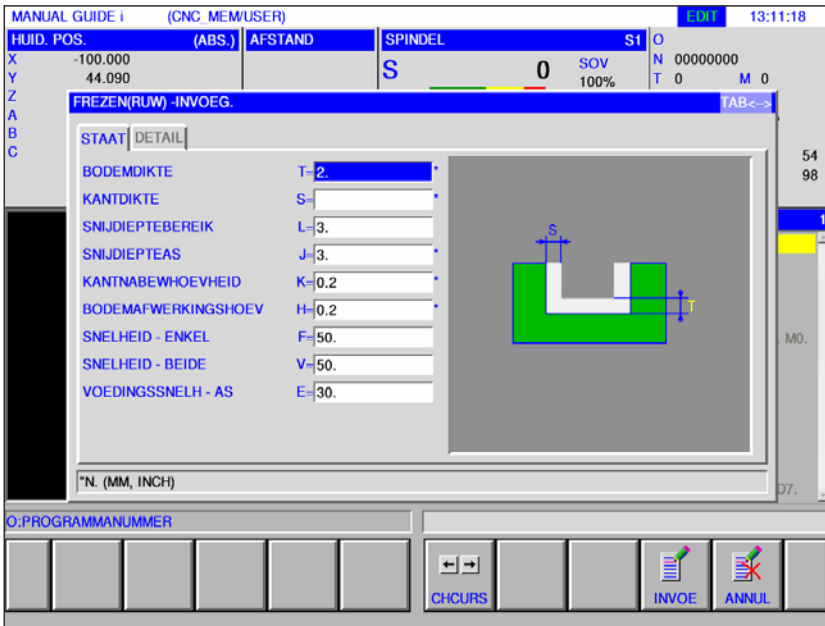 MANUAL GUIDE i (CNC_MEM/USER) EDIT 13:11:18
HUID. POS. (ABS.) AFSTAND SPINDEL S1 O
X -100.000 S 0 SOV N 00000000
Y 44.090 100% T 0 M 0
Z
A
B
C
54
98
1
FREZEN(RUW) -INVOEG. TAB<-->
STAAT DETAIL
BODEMDIKTE T=2. *
KANTDIKTE S= *
SNIJDIEPTEBEREIK L=3.
SNIJDIEPTEAS J=3. *
KANTNABEWHOEVHEID K=0.2 *
BODEMAFWERKINGSHOEV H=0.2 *
SNELHEID - ENKEL F=50.
SNELHEID - BEIDE V=50.
VOEDINGSSNELH - AS E=30.
S
T
M0.
D7.
"N. (MM, INCH)
O:PROGRAMMANUMMER
CHCURS INVOE ANNUL